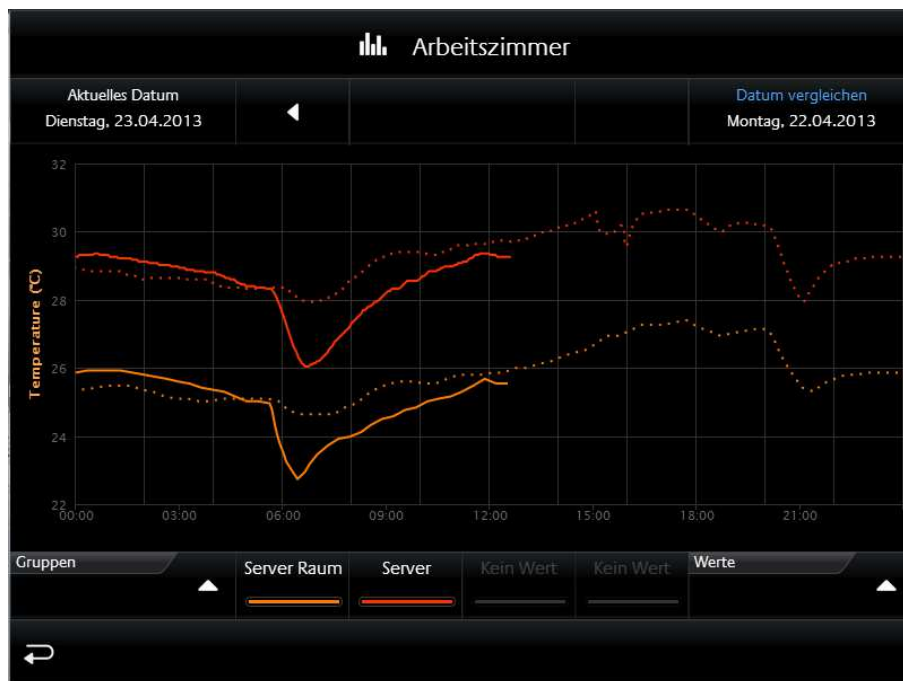 Arbeitszimmer
Aktuelles Datum
Dienstag, 23.04.2013
Datum vergleichen
Montag, 22.04.2013
Temperature (°C)
32
30
28
26
24
22
00:00 03:00 06:00 09:00 12:00 15:00 18:00 21:00
Gruppen
Server Raum
Server
Kein Wert
Kein Wert
Werte